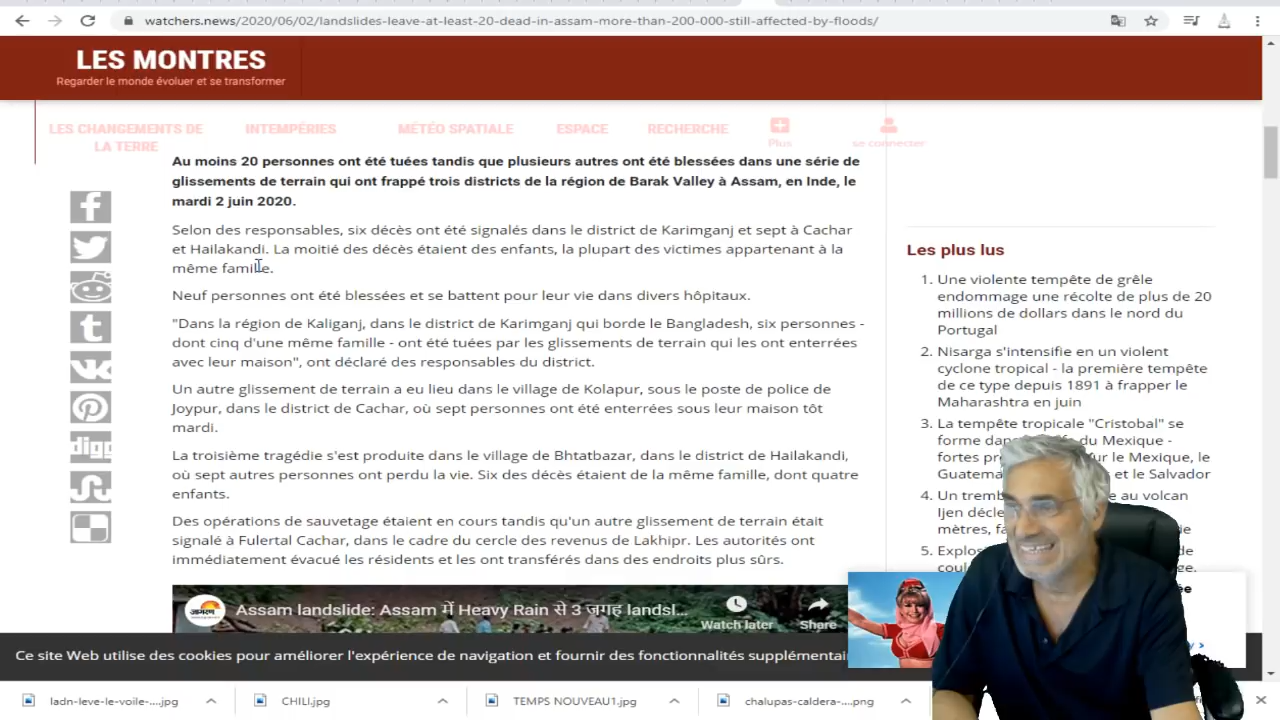 watchers.news/2020/06/02/landslides-leave-at-least-20-dead-in-assam-more-than-200-000-still-affected-by-floods/
LES MONTRES
Regarder le monde évoluer et se transformer
LES CHANGEMENTS DE LA TERRE
INTEMPÉRIES
MÉTÉO SPATIALE
ESPACE
RECHERCHE
Plus
se connecter
Au moins 20 personnes ont été tuées tandis que plusieurs autres ont été blessées dans une série de
glissements de terrain qui ont frappé trois districts de la région de Barak Valley à Assam, en Inde, le
mardi 2 juin 2020.
Selon des responsables, six décès ont été signalés dans le district de Karimganj et sept à Cachar
et Hailakandi. La moitié des décès étaient des enfants, la plupart des victimes appartenant à la
même famille.
Neuf personnes ont été blessées et se battent pour leur vie dans divers hôpitaux.
"Dans la région de Kaliganj, dans le district de Karimganj qui borde le Bangladesh, six personnes -
dont cinq d'une même famille - ont été tuées par les glissements de terrain qui les ont enterrées
avec leur maison", ont déclaré des responsables du district.
Un autre glissement de terrain a eu lieu dans le village de Kolapur, sous le poste de police de
Joypur, dans le district de Cachar, où sept personnes ont été enterrées sous leur maison tôt
mardi.
La troisième tragédie s'est produite dans le village de Bhtatbazar, dans le district de Hailakandi,
où sept autres personnes ont perdu la vie. Six des décès étaient de la même famille, dont quatre
enfants.
Des opérations de sauvetage étaient en cours tandis qu'un autre glissement de terrain était
signalé à Fulertal Cachar, dans le cadre du cercle des revenus de Lakhipr. Les autorités ont
immédiatement évacué les résidents et les ont transférés dans des endroits plus sûrs.
digg
जागरण
Assam landslide: Assam में Heavy Rain से 3 जगह landsl...
Watch later
Share
Les plus lus
1. Une violente tempête de grêle
endommage une récolte de plus de 20
millions de dollars dans le nord du
Portugal
2. Nisarga s'intensifie en un violent
cyclone tropical - la première tempête
de ce type depuis 1891 à frapper le
Maharashtra en juin
3. La tempête tropicale "Cristobal" se
forme du Mexique -
fortes le Mexique, le
et le Salvador
4. Un au volcan
Ijen
mètres,
5.
Ce site Web utilise des cookies pour améliorer l'expérience de navigation et fournir des fonctionnalités
ladn-leve-le-voile-....jpg
CHILI.jpg
TEMPS NOUVEAU1.jpg
chalupas-caldera-....png